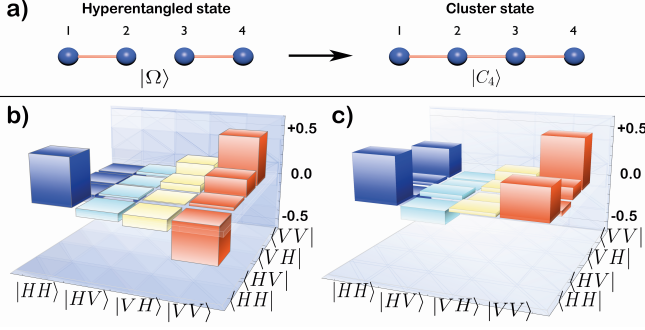 a) Hyperentangled state Cluster state
1 2 3 4 1 2 3 4
|Ω⟩ |C₄⟩
b) c)
+0.5 +0.5
0.0 0.0
-0.5 -0.5
⟨VV| ⟨VV|
⟨VH| ⟨VH|
⟨HV| ⟨HV|
⟨HH| ⟨HH|
|HH⟩ |HV⟩ |VH⟩ |VV⟩ |HH⟩ |HV⟩ |VH⟩ |VV⟩